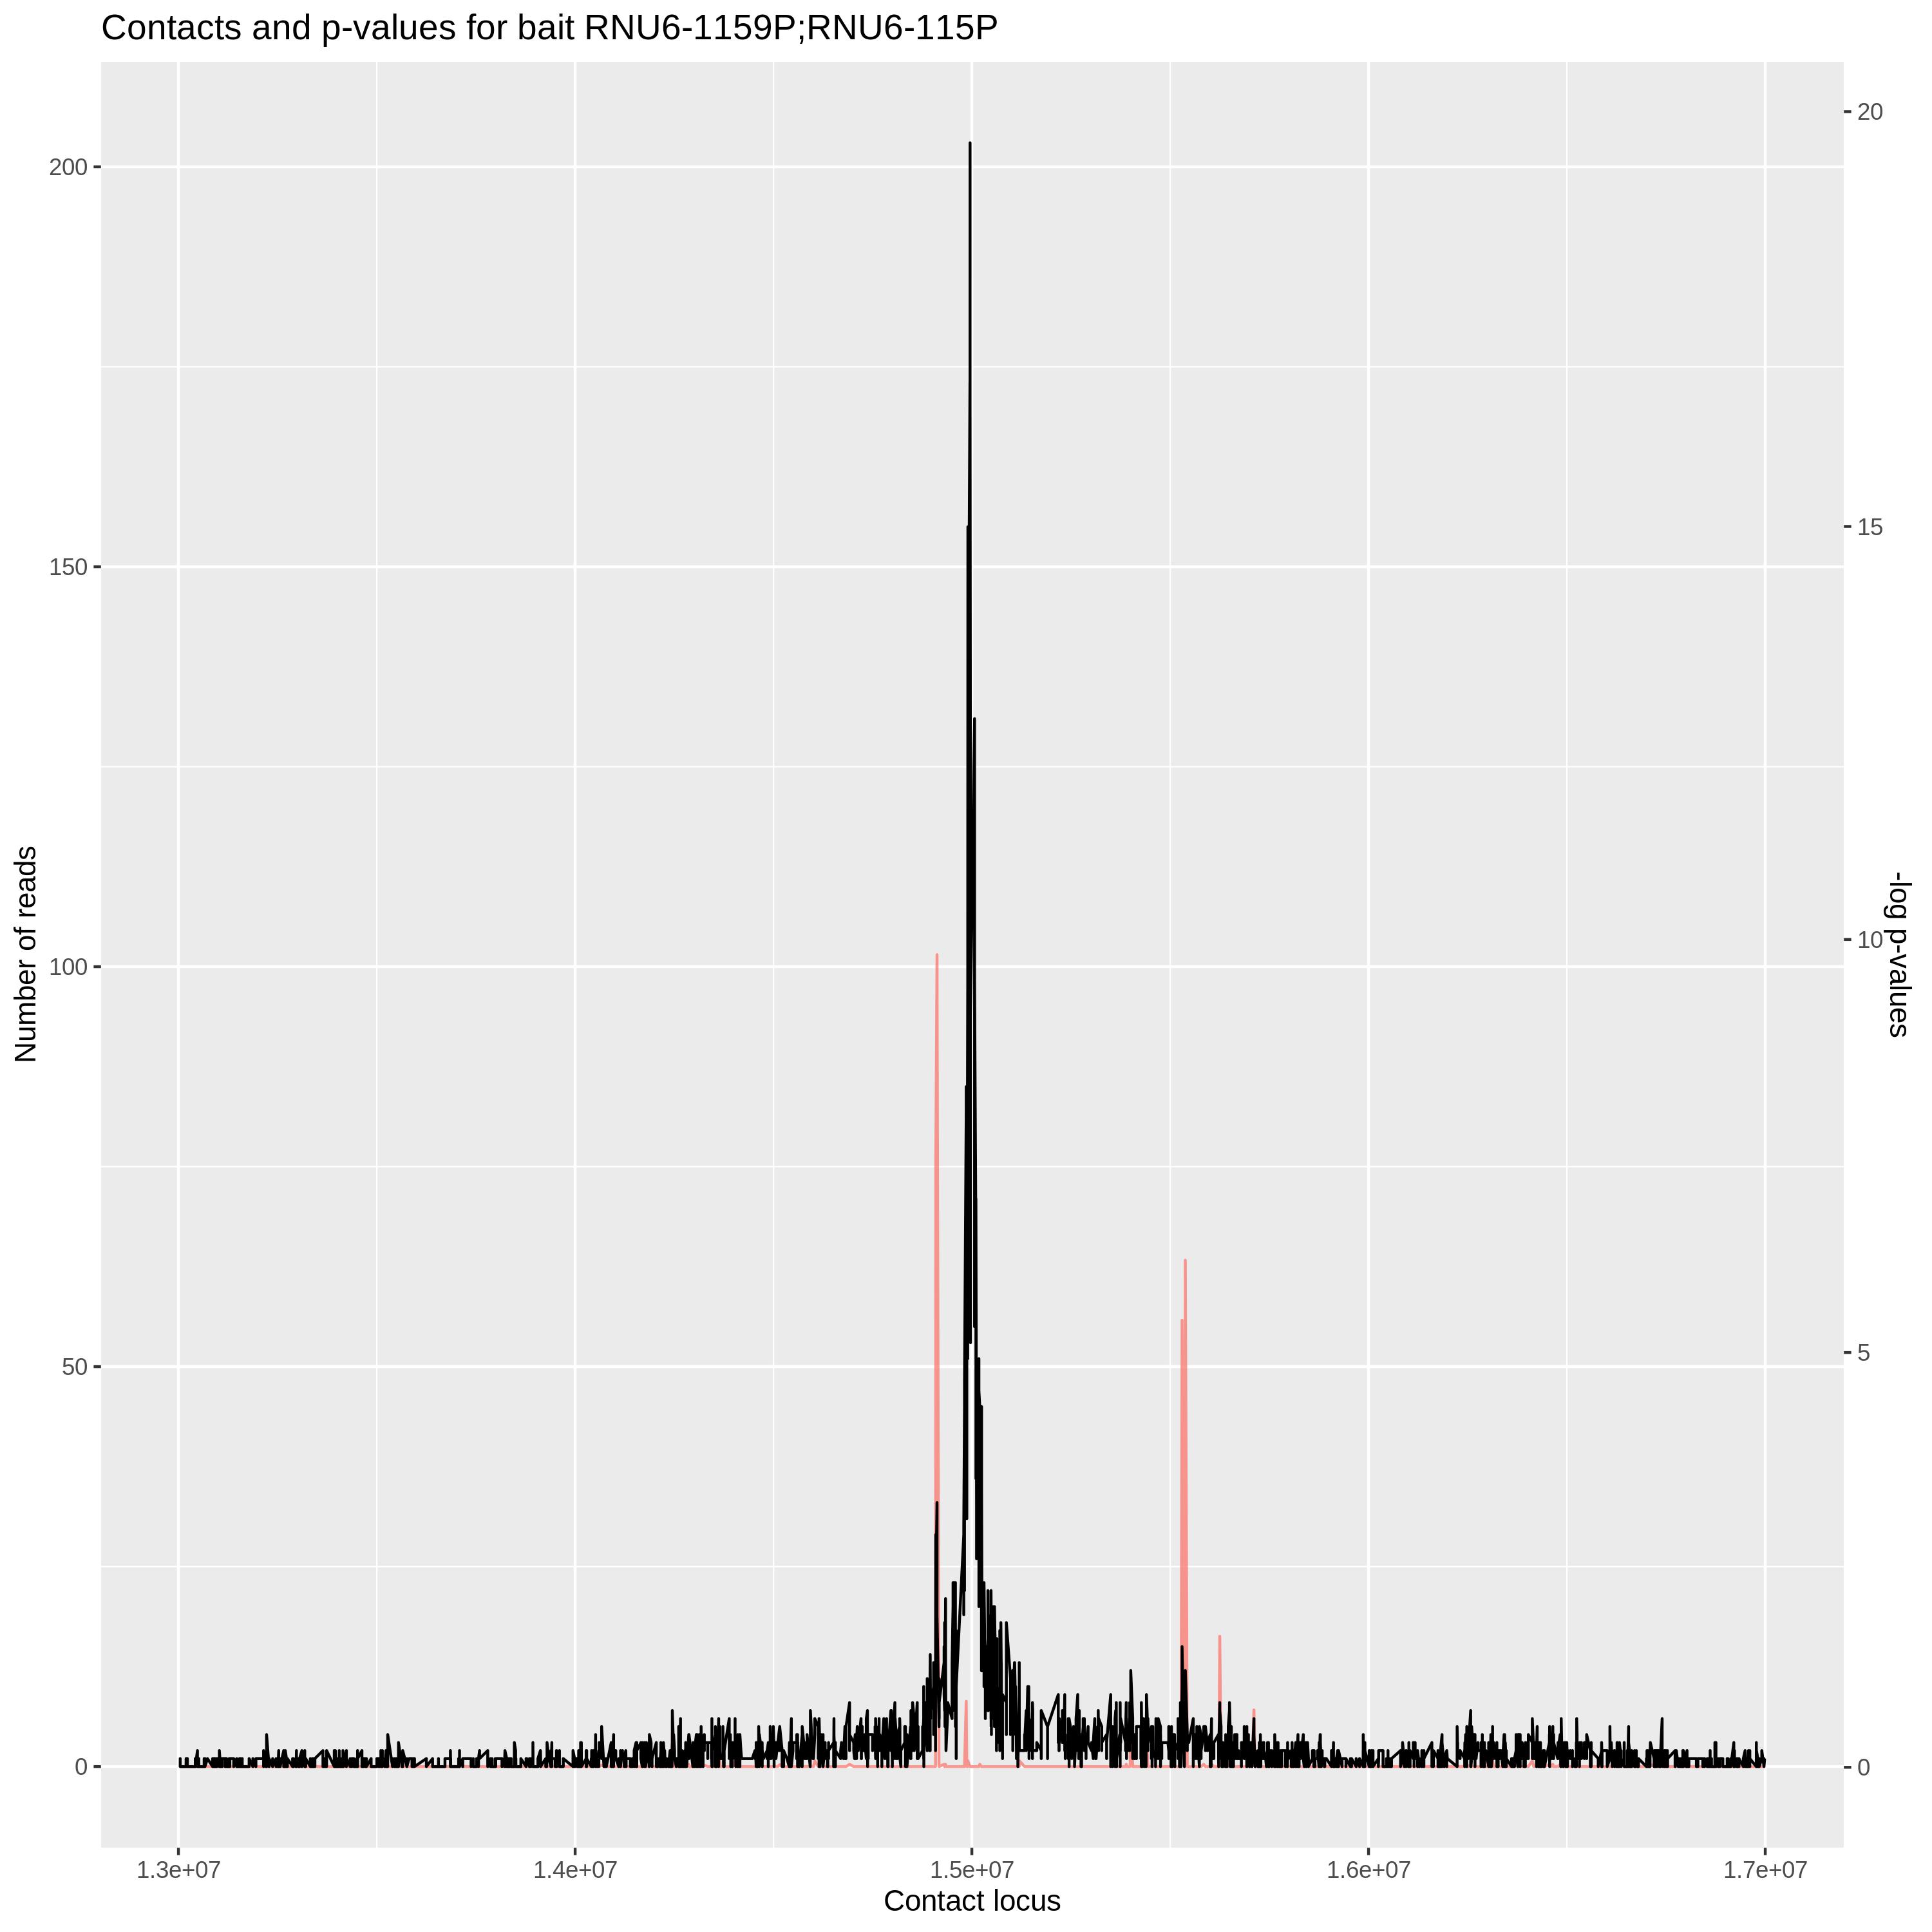 Contacts and p-values for bait RNU6-1159P;RNU6-115P
200
150
100
50
0
Number of reads
20
15
10
5
0
-log p-values
1.3e+07 1.4e+07 1.5e+07 1.6e+07 1.7e+07
Contact locus